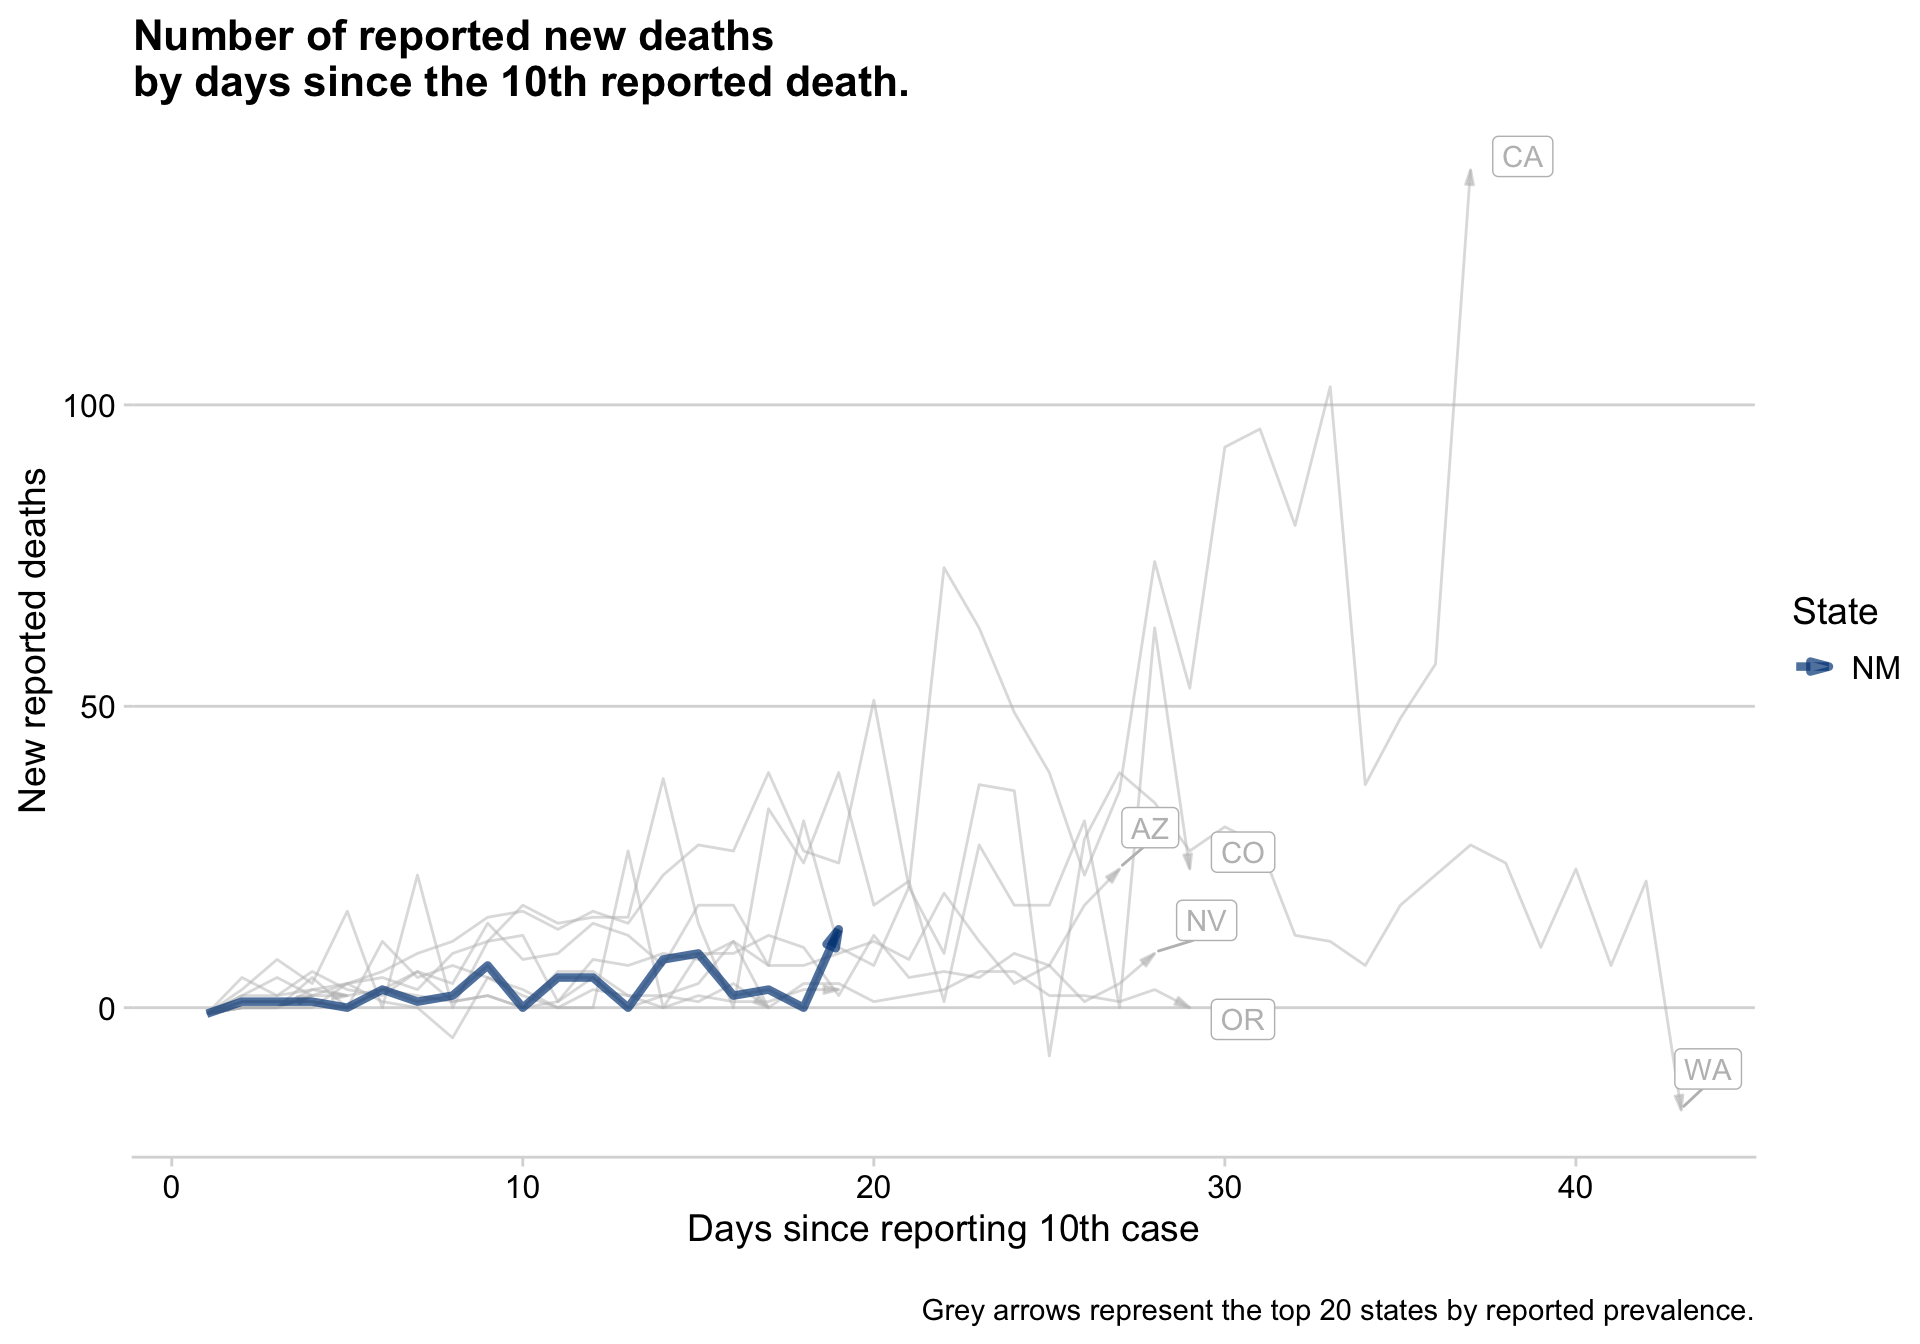 Number of reported new deaths
by days since the 10th reported death.
CA
100
New reported deaths
State
NM
50
AZ
CO
NV
0
OR
WA
0
10
20
30
40
Days since reporting 10th case
Grey arrows represent the top 20 states by reported prevalence.